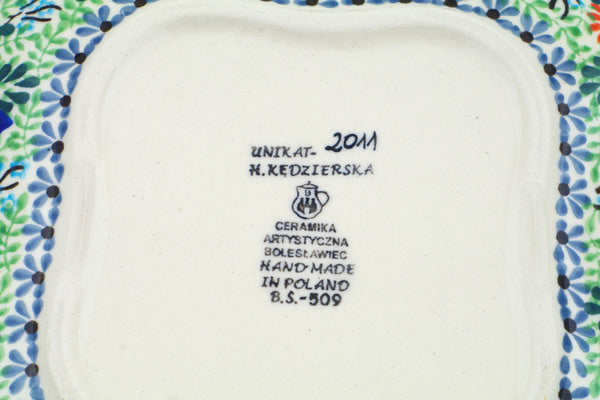 UNIKAT- 2011
H. KĘDZIERSKA
CERAMIKA
ARTYSTYCZNA
BOLESŁAWIEC
HAND MADE
IN POLAND
B.S.-509